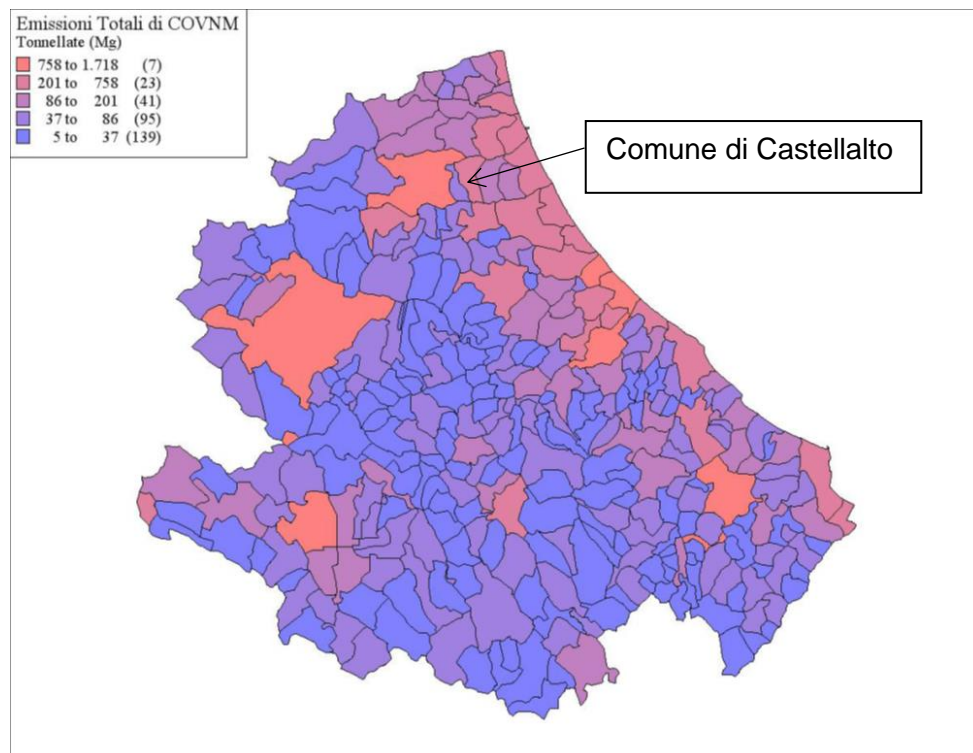 Emissioni Totali di COVNM
Tonnellate (Mg)
758 to 1.718 (7)
201 to 758 (23)
86 to 201 (41)
37 to 86 (95)
5 to 37 (139)
Comune di Castellalto